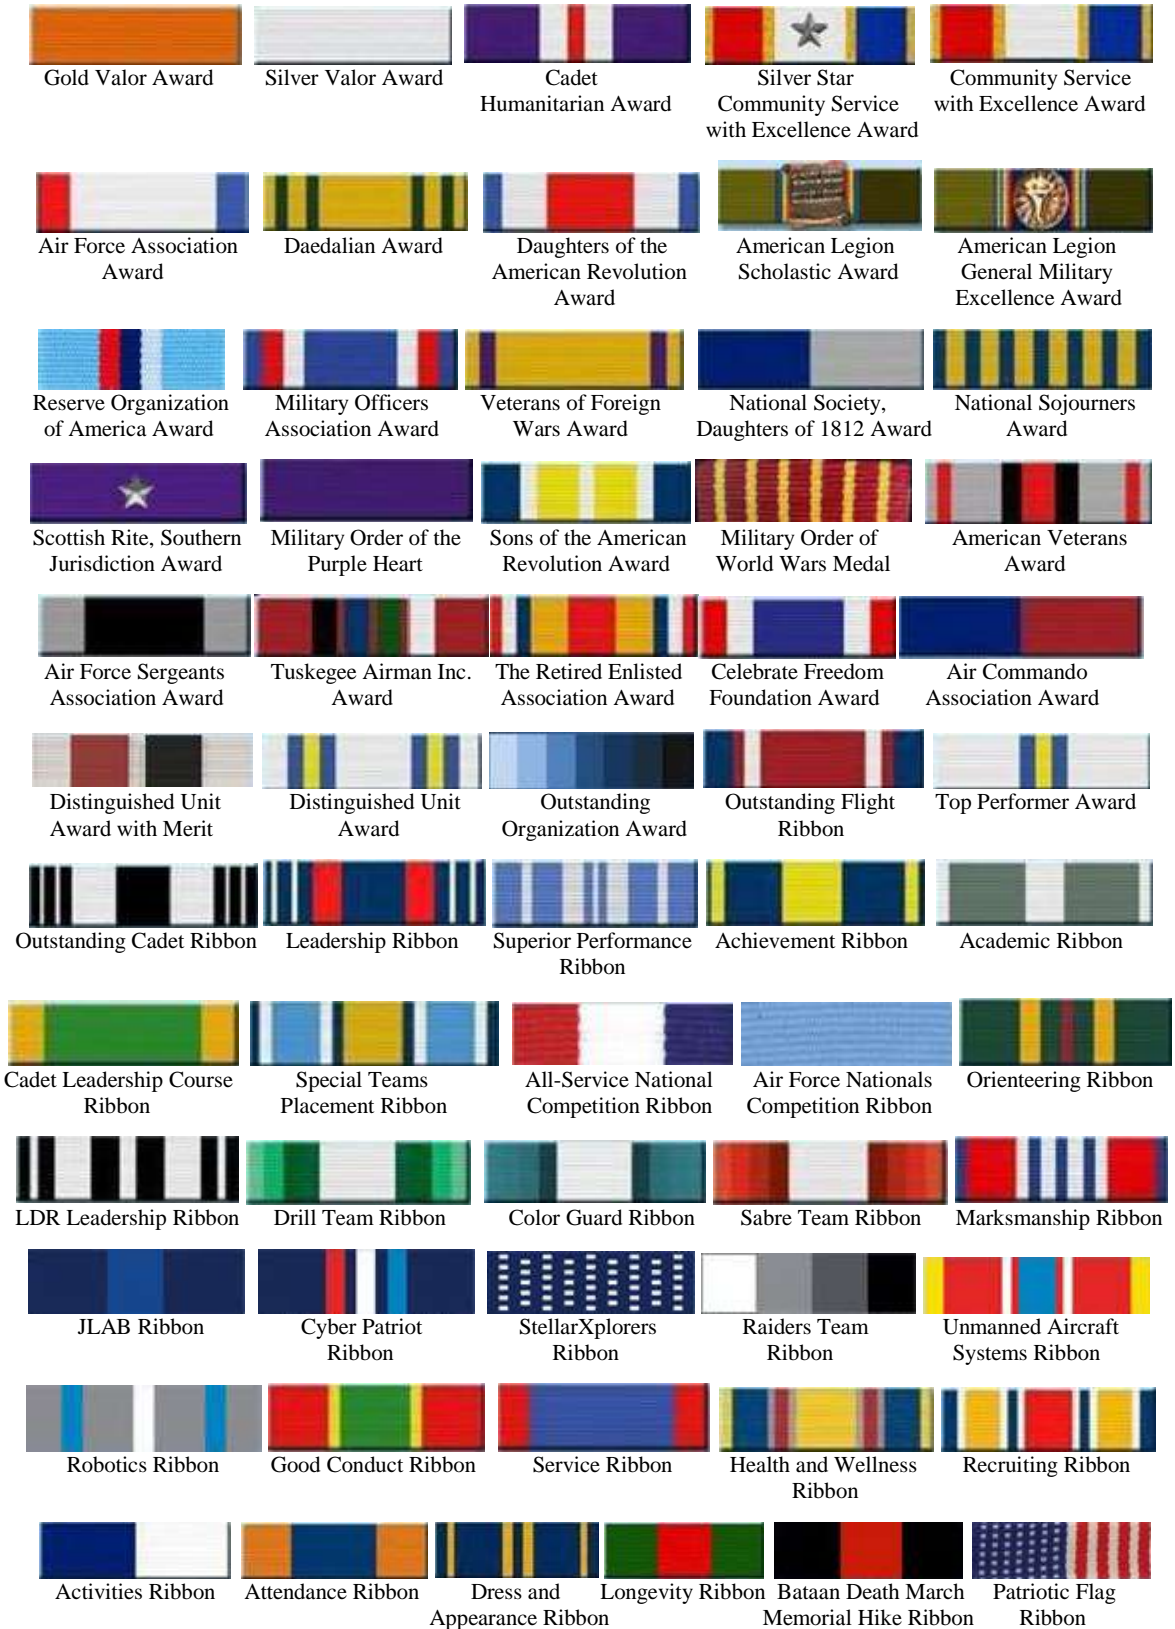 Gold Valor Award
Silver Valor Award
Cadet
Humanitarian Award
Silver Star
Community Service
with Excellence Award
Community Service
with Excellence Award
Air Force Association
Award
Daedalian Award
Daughters of the
American Revolution
Award
American Legion
Scholastic Award
American Legion
General Military
Excellence Award
Reserve Organization
of America Award
Military Officers
Association Award
Veterans of Foreign
Wars Award
National Society,
Daughters of 1812 Award
National Sojourners
Award
Scottish Rite, Southern
Jurisdiction Award
Military Order of the
Purple Heart
Sons of the American
Revolution Award
Military Order of
World Wars Medal
American Veterans
Award
Air Force Sergeants
Association Award
Tuskegee Airman Inc.
Award
The Retired Enlisted
Association Award
Celebrate Freedom
Foundation Award
Air Commando
Association Award
Distinguished Unit
Award with Merit
Distinguished Unit
Award
Outstanding
Organization Award
Outstanding Flight
Ribbon
Top Performer Award
Outstanding Cadet Ribbon
Leadership Ribbon
Superior Performance
Ribbon
Achievement Ribbon
Academic Ribbon
Cadet Leadership Course
Ribbon
Special Teams
Placement Ribbon
All-Service National
Competition Ribbon
Air Force Nationals
Competition Ribbon
Orienteering Ribbon
LDR Leadership Ribbon
Drill Team Ribbon
Color Guard Ribbon
Sabre Team Ribbon
Marksmanship Ribbon
JLAB Ribbon
Cyber Patriot
Ribbon
StellarXplorers
Ribbon
Raiders Team
Ribbon
Unmanned Aircraft
Systems Ribbon
Robotics Ribbon
Good Conduct Ribbon
Service Ribbon
Health and Wellness
Ribbon
Recruiting Ribbon
Activities Ribbon
Attendance Ribbon
Dress and
Appearance Ribbon
Longevity Ribbon
Bataan Death March
Memorial Hike Ribbon
Patriotic Flag
Ribbon